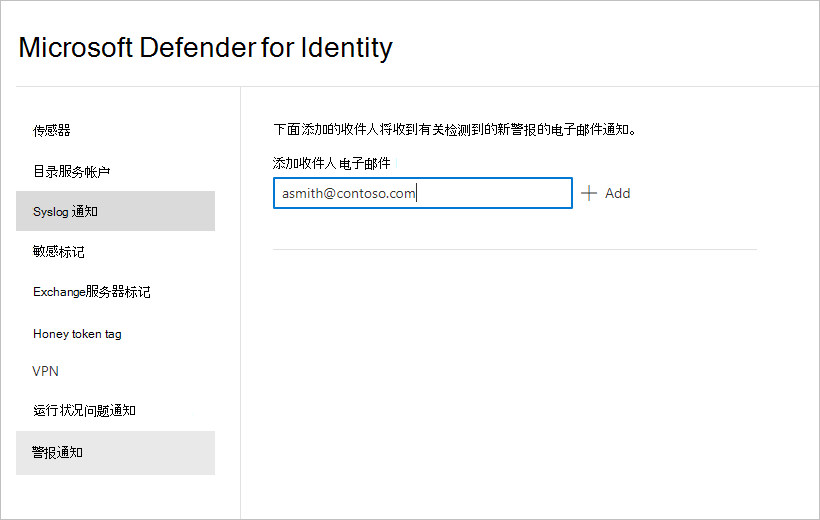 Microsoft Defender for Identity
传感器
目录服务帐户
Syslog 通知
敏感标记
Exchange服务器标记
Honey token tag
VPN
运行状况问题通知
警报通知
下面添加的收件人将收到有关检测到的新警报的电子邮件通知。
添加收件人电子邮件
asmith@contoso.com
Add